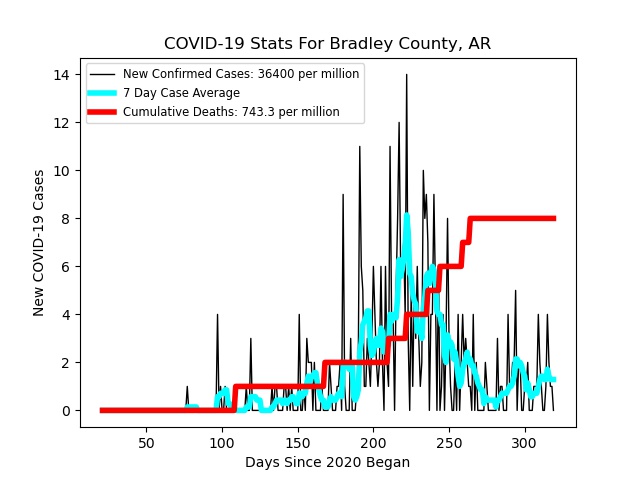 COVID-19 Stats For Bradley County, AR
New Confirmed Cases: 36400 per million
7 Day Case Average
Cumulative Deaths: 743.3 per million
New COVID-19 Cases
14
12
10
8
6
4
2
0
50 100 150 200 250 300
Days Since 2020 Began